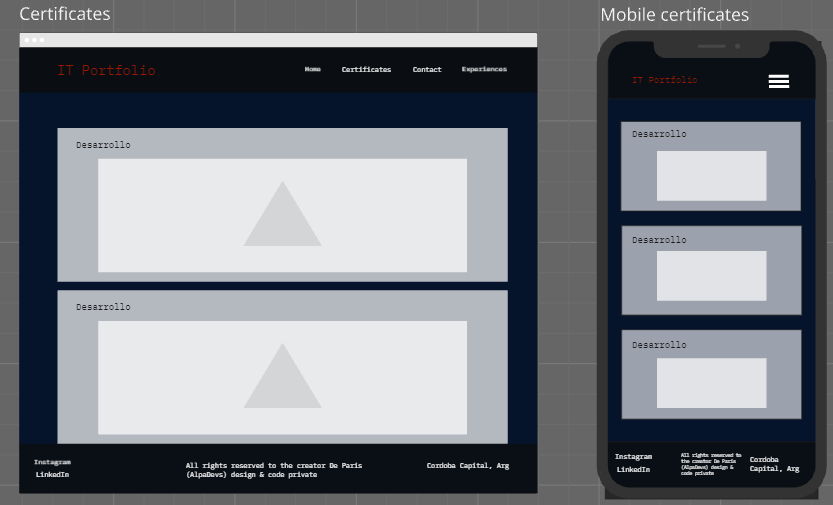 Certificates
IT Portfolio
Home Certificates Contact Experiences
Desarrollo
Desarrollo
Instagram
LinkedIn
All rights reserved to the creator De Paris
(AlpaDevs) design & code private
Cordoba Capital, Arg
Mobile certificates
IT Portfolio
Desarrollo
Desarrollo
Desarrollo
Instagram
LinkedIn
All rights reserved to
the creator De Paris
(AlpaDevs) design &
code private
Cordoba
Capital, Arg